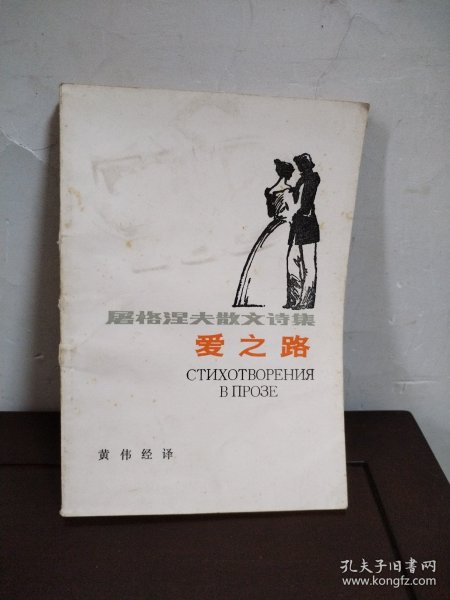 屠格涅夫散文诗集
爱之路
СТИХОТВОРЕНИЯ
В ПРОЗЕ
黄伟经译
孔夫子旧书网
www.kongfz.com